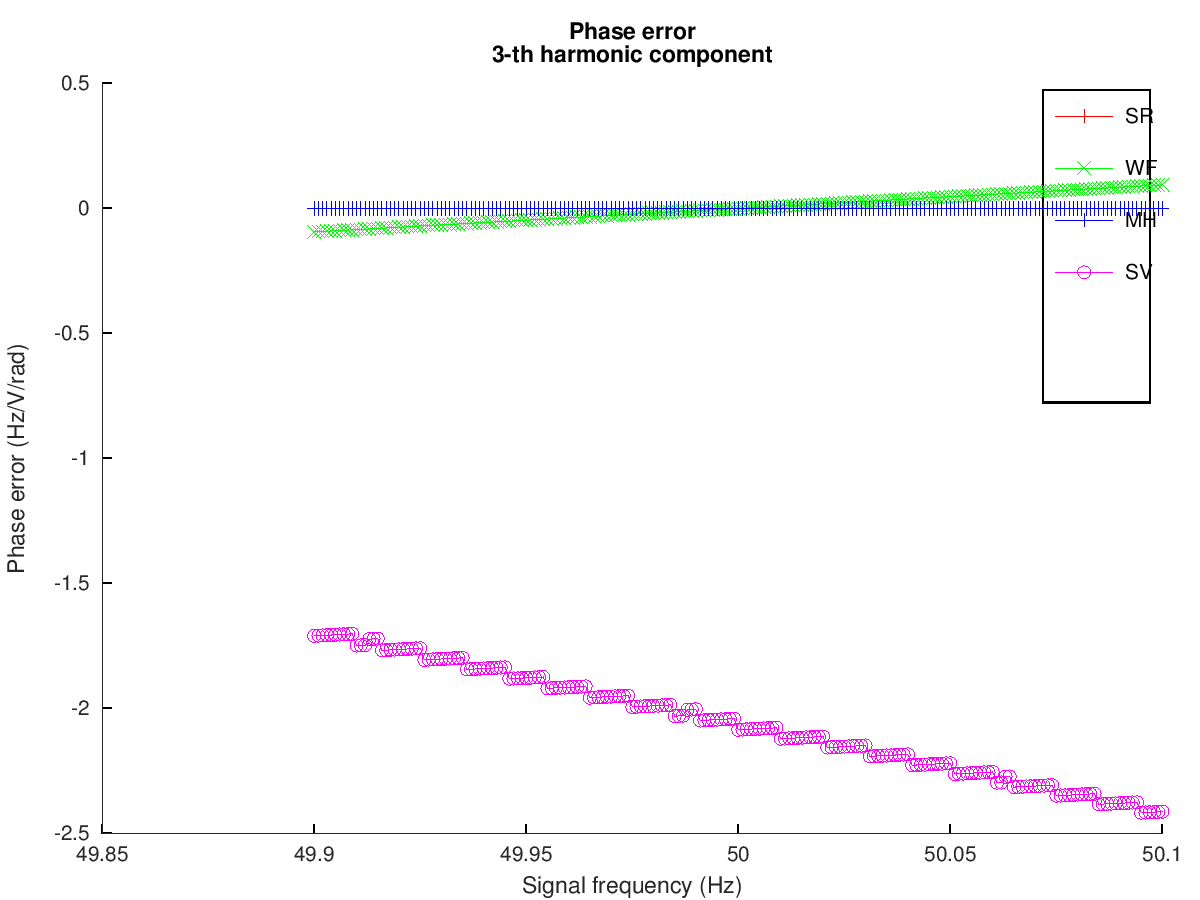 Phase error
3-th harmonic component
0.5
0
-0.5
-1
-1.5
-2
-2.5
Phase error (Hz/V/rad)
SR
WF
MH
SV
49.85
49.9
49.95
50
50.05
50.1
Signal frequency (Hz)